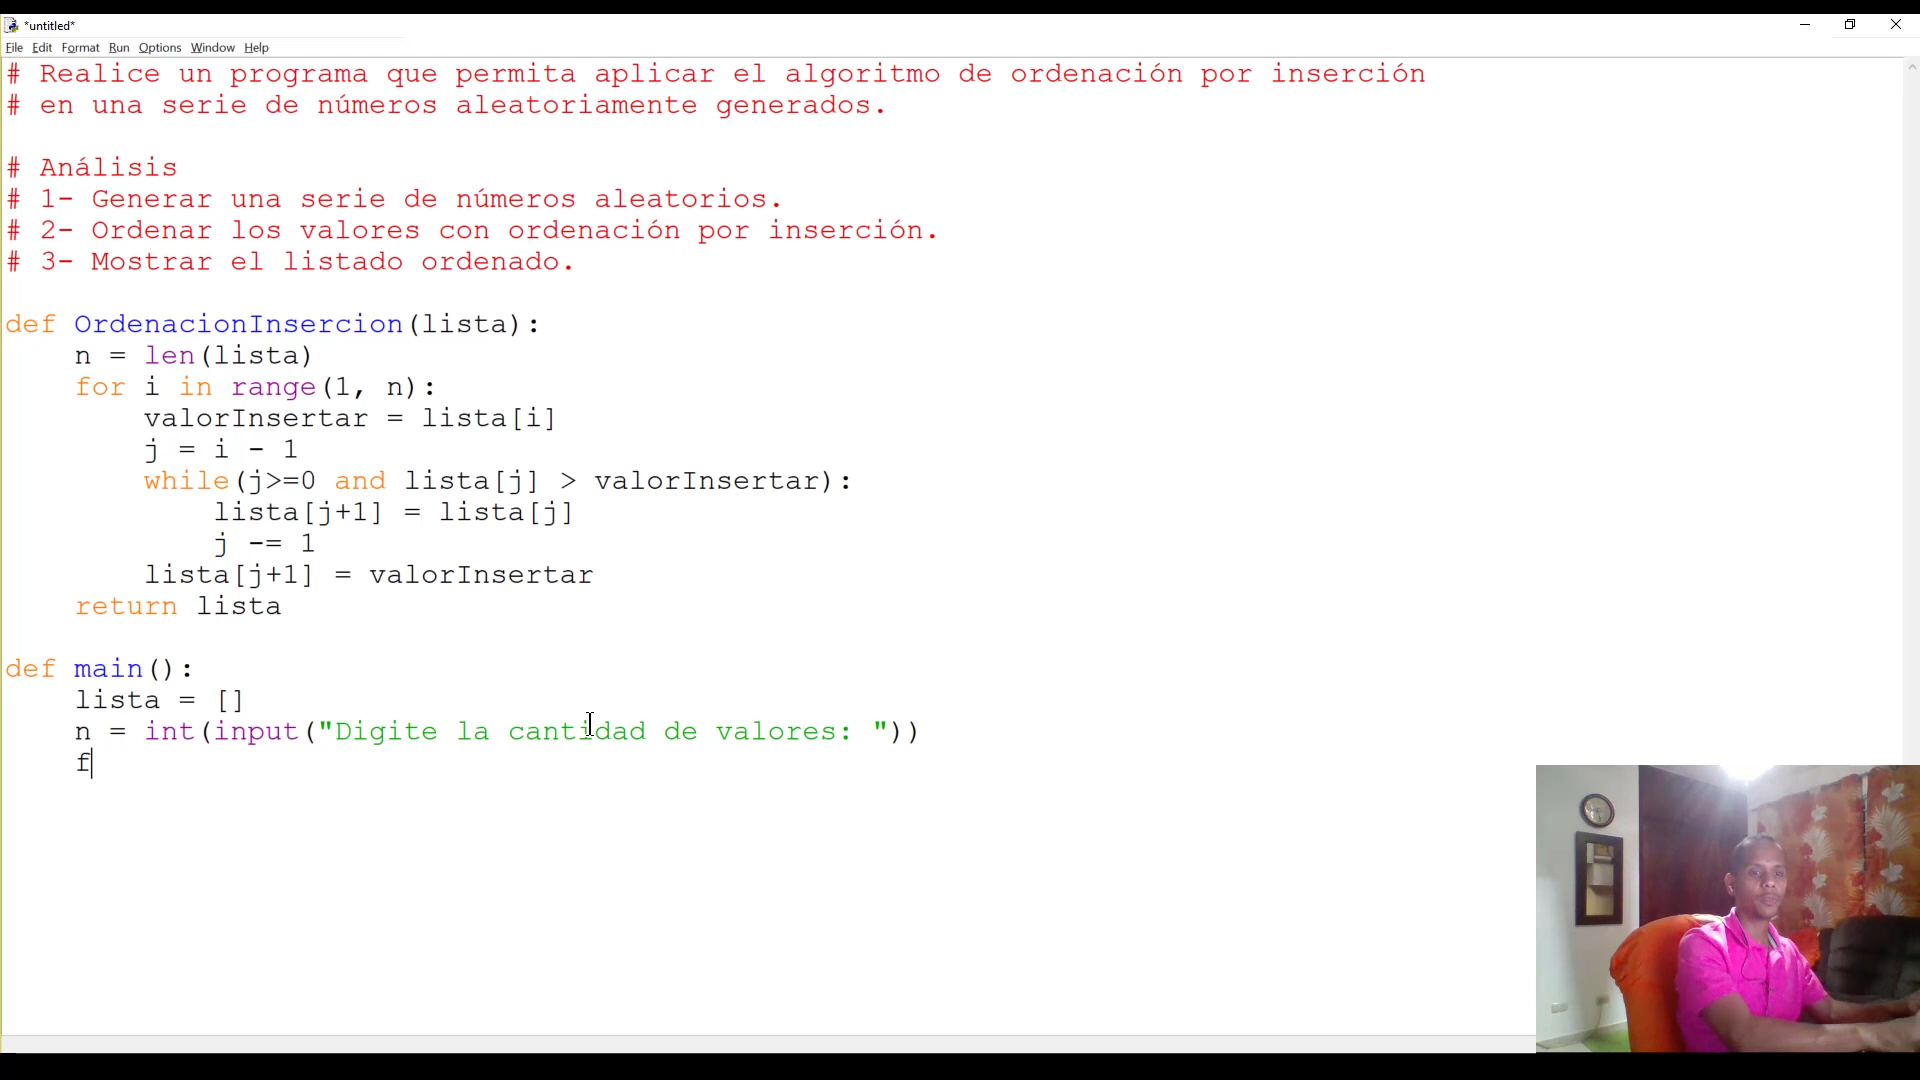 *untitled*
File Edit Format Run Options Window Help
# Realice un programa que permita aplicar el algoritmo de ordenación por inserción
# en una serie de números aleatoriamente generados.
# Análisis
# 1- Generar una serie de números aleatorios.
# 2- Ordenar los valores con ordenación por inserción.
# 3- Mostrar el listado ordenado.
def OrdenacionInsercion(lista):
    n = len(lista)
    for i in range(1, n):
        valorInsertar = lista[i]
        j = i - 1
        while(j>=0 and lista[j] > valorInsertar):
            lista[j+1] = lista[j]
            j -= 1
        lista[j+1] = valorInsertar
    return lista
def main():
    lista = []
    n = int(input("Digite la cantidad de valores: "))
    f